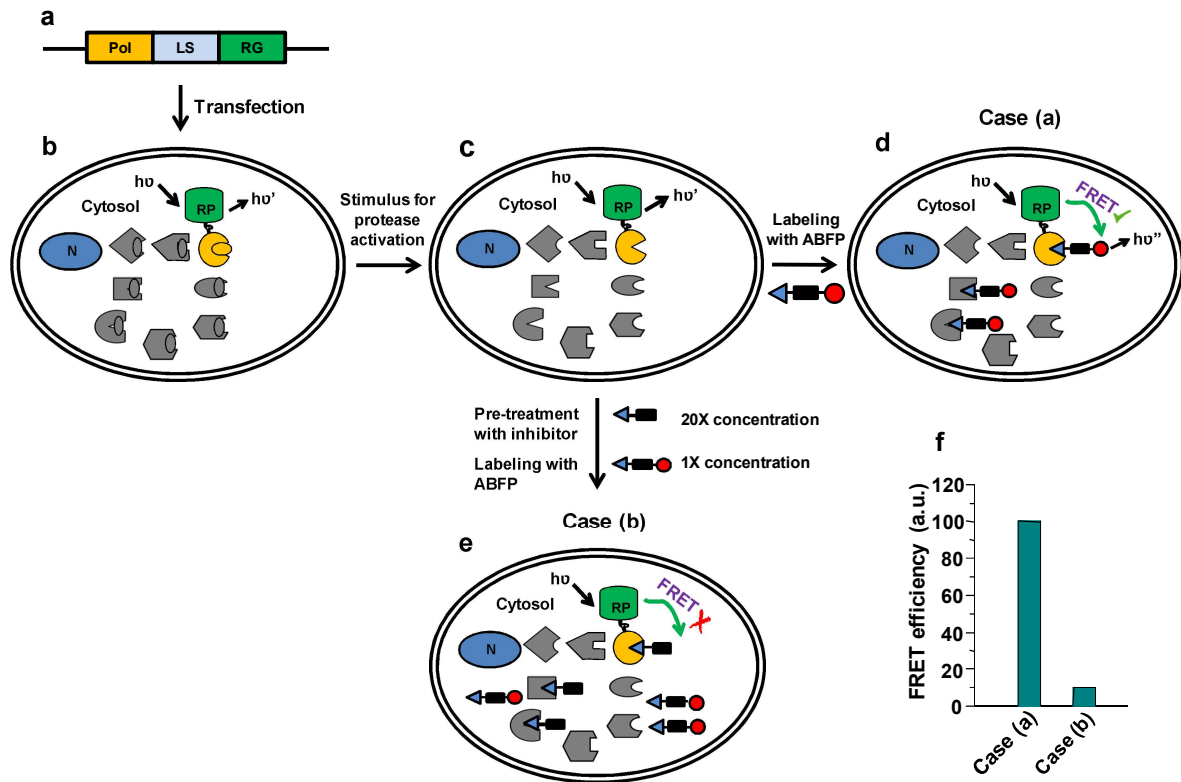 a
Pol LS RG
Transfection
b
hυ
hυ'
RP
Cytosol
N
Stimulus for
protease
activation
c
hυ
hυ'
RP
Cytosol
N
Labeling
with ABFP
Case (a)
d
hυ
FRET
RP
Cytosol
hυ"
N
Pre-treatment
with inhibitor
20X concentration
Labeling with
ABFP
1X concentration
Case (b)
e
hυ
FRET
RP
Cytosol
N
f
FRET efficiency (a.u.)
120
100
80
60
40
20
0
Case (a)
Case (b)